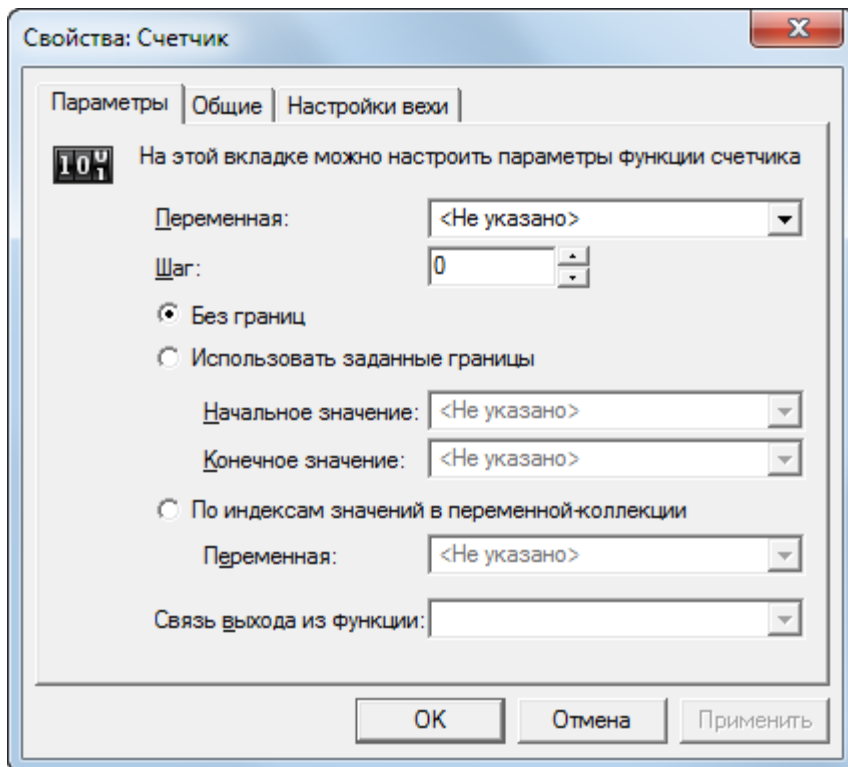 Свойства: Счетчик
Параметры Общие Настройки вехи
На этой вкладке можно настроить параметры функции счетчика
Переменная: <Не указано>
Шаг: 0
Без границ
Использовать заданные границы
Начальное значение: <Не указано>
Конечное значение: <Не указано>
По индексам значений в переменной-коллекции
Переменная: <Не указано>
Связь выхода из функции:
OK Отмена Применить